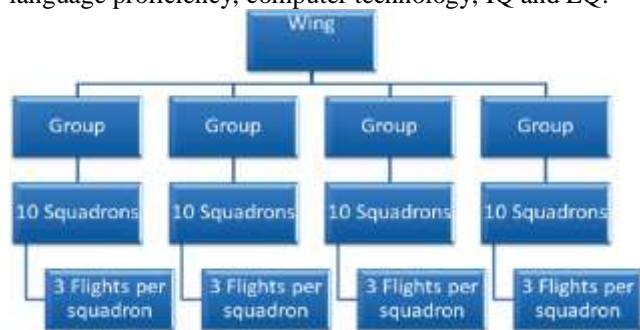 language proficiency, computer technology, IQ and EQ.
Wing
Group Group Group Group
10 Squadrons 10 Squadrons 10 Squadrons 10 Squadrons
3 Flights per 3 Flights per 3 Flights per 3 Flights per
squadron squadron squadron squadron